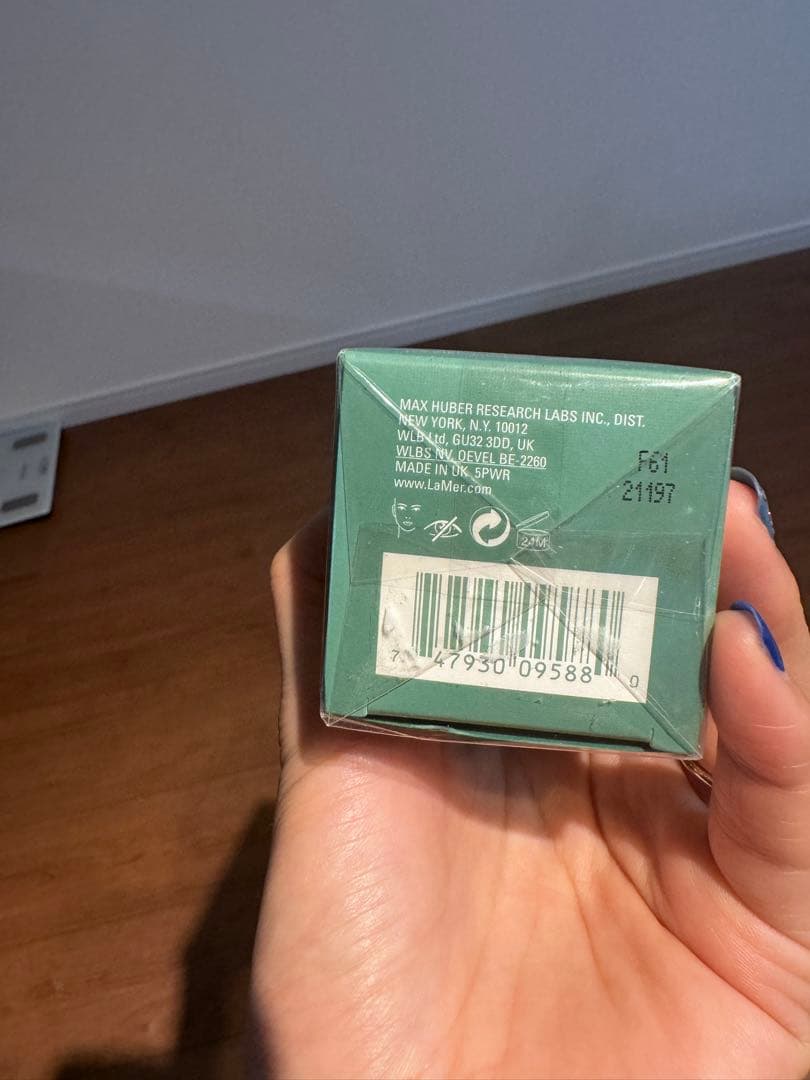 MAX HUBER RESEARCH LABS INC., DIST.
NEW YORK, N.Y. 10012
WLB Ltd, GU32 3DD, UK
WLBS NV, OEVEL BE-2260
MADE IN UK 5PWR
www.LaMer.com
F61
21197
24M
7 47930 09588 0